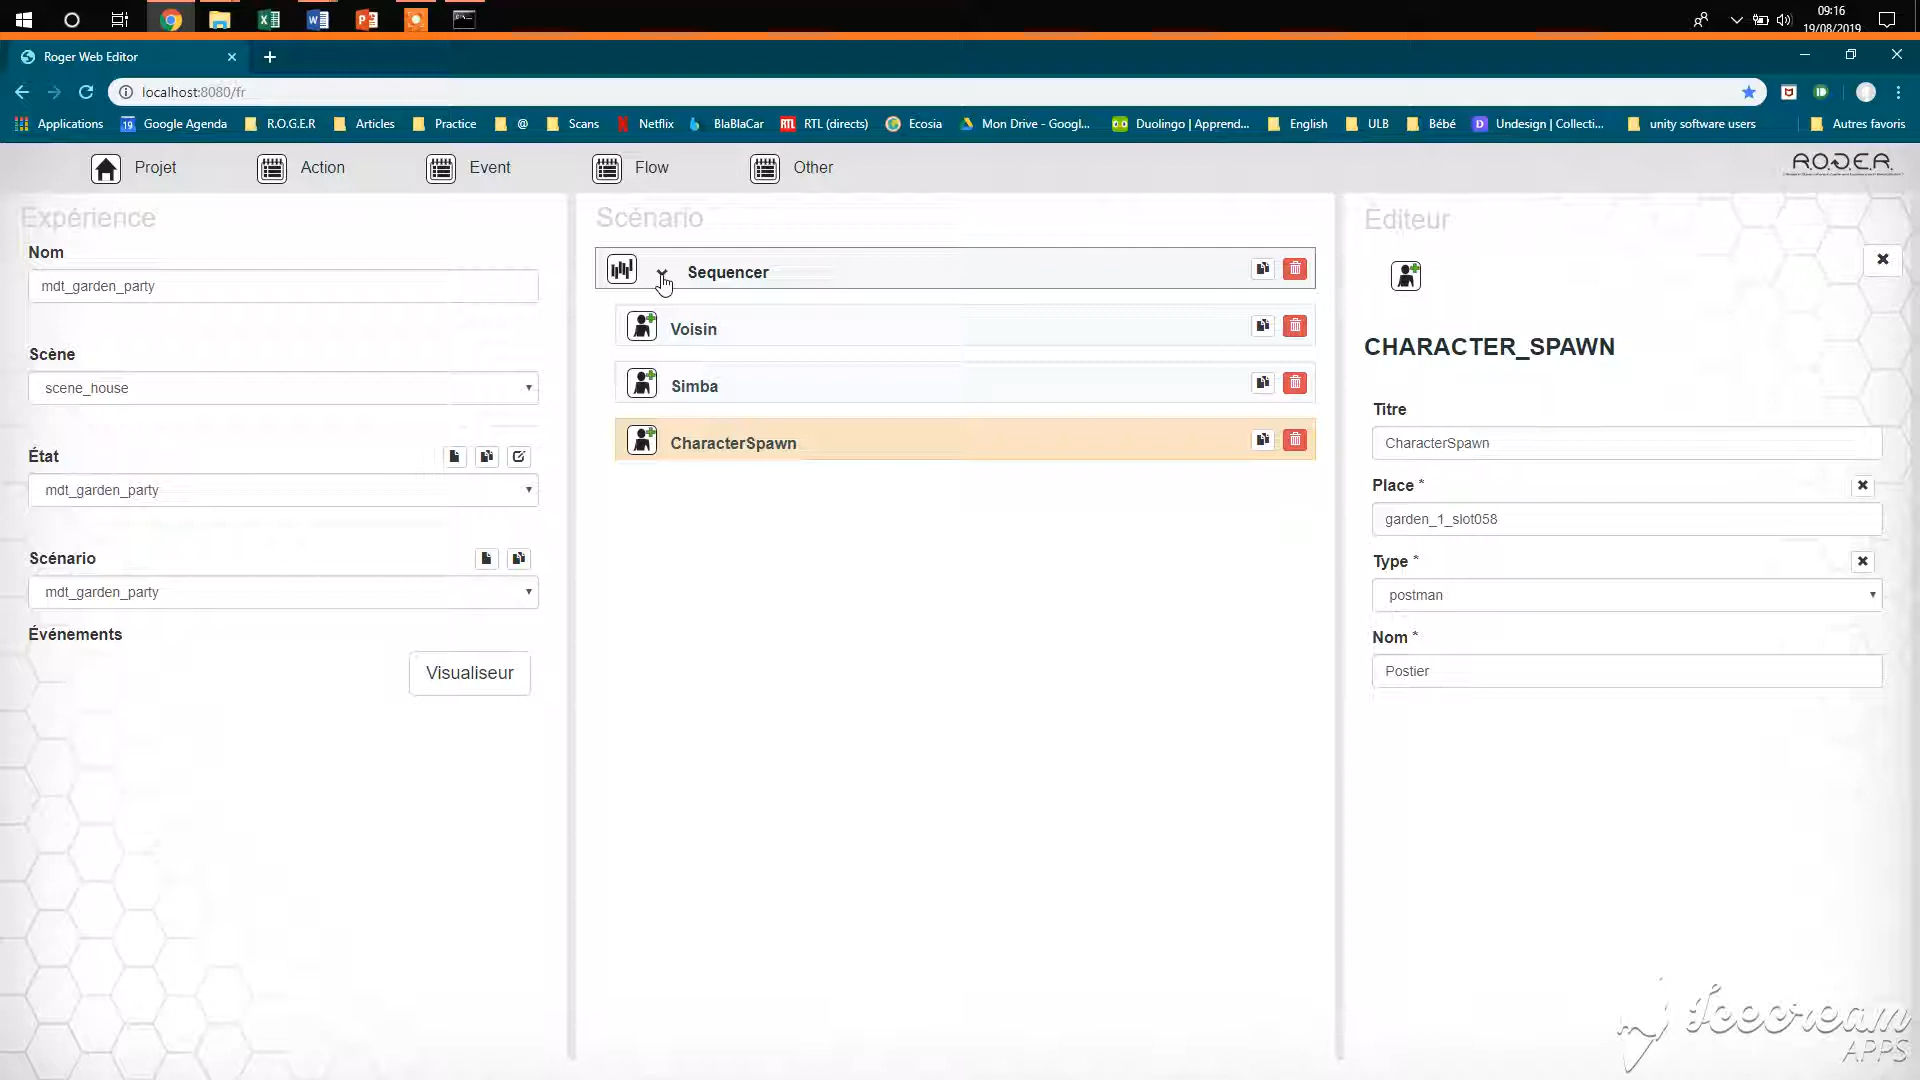 09:16
19/08/2019
Roger Web Editor
localhost:8080/fr
Applications
19
Google Agenda
R.O.G.E.R
Articles
Practice
@
Scans
Netflix
BlaBlaCar
RTL
RTL (directs)
Ecosia
Mon Drive - Googl...
Duolingo | Apprend...
English
ULB
Bébé
Undesign | Collecti...
unity software users
Autres favoris
Projet
Action
Event
Flow
Other
Expérience
Nom
mdt_garden_party
Scène
scene_house
État
mdt_garden_party
Scénario
mdt_garden_party
Événements
Visualiseur
Scénario
Sequencer
Voisin
Simba
CharacterSpawn
Editeur
CHARACTER_SPAWN
Titre
CharacterSpawn
Place *
garden_1_slot058
Type *
postman
Nom *
Postier
Icecream
APPS